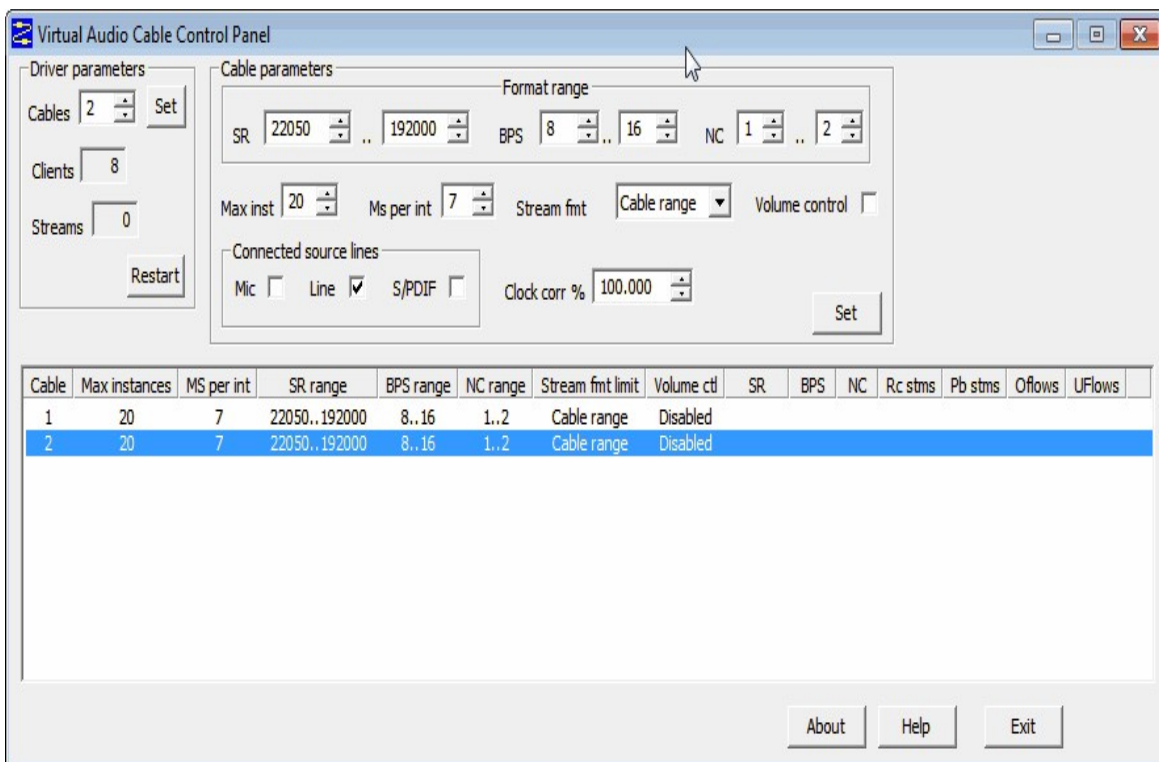 Virtual Audio Cable Control Panel
Driver parameters
Cables 2 Set
Clients 8
Streams 0
Restart
Cable parameters
Format range
SR 22050 .. 192000 BPS 8 .. 16 NC 1 .. 2
Max inst 20 Ms per int 7 Stream fmt Cable range Volume control
Connected source lines
Mic Line S/PDIF
Clock corr % 100.000
Set
Cable Max instances MS per int SR range BPS range NC range Stream fmt limit Volume ctl SR BPS NC Rc stms Pb stms Oflows UFlows
1 20 7 22050..192000 8..16 1..2 Cable range Disabled
2 20 7 22050..192000 8..16 1..2 Cable range Disabled
About Help Exit